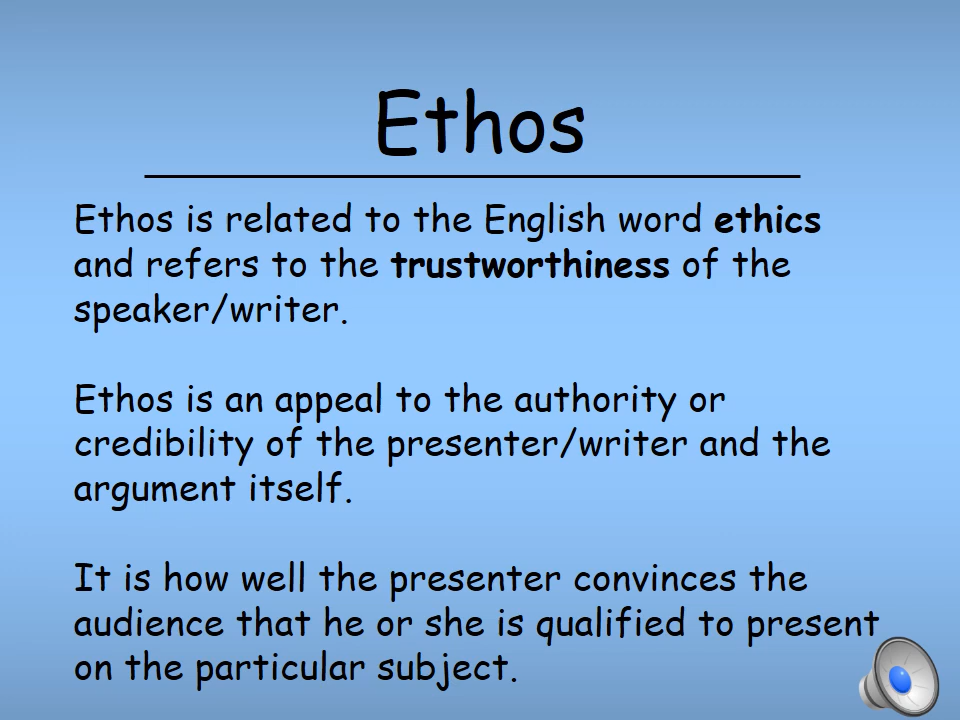 Ethos
Ethos is related to the English word ethics
and refers to the trustworthiness of the
speaker/writer.
Ethos is an appeal to the authority or
credibility of the presenter/writer and the
argument itself.
It is how well the presenter convinces the
audience that he or she is qualified to present
on the particular subject.